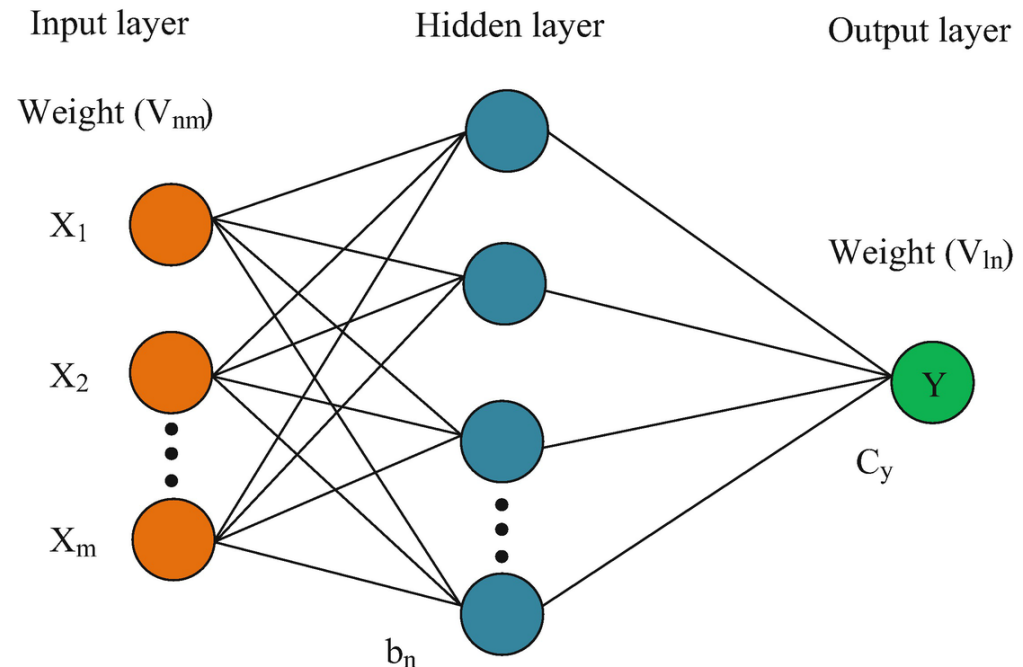 Input layer
Hidden layer
Output layer
Weight (Vnm)
X1
Weight (Vln)
X2
Y
Cy
Xm
bn